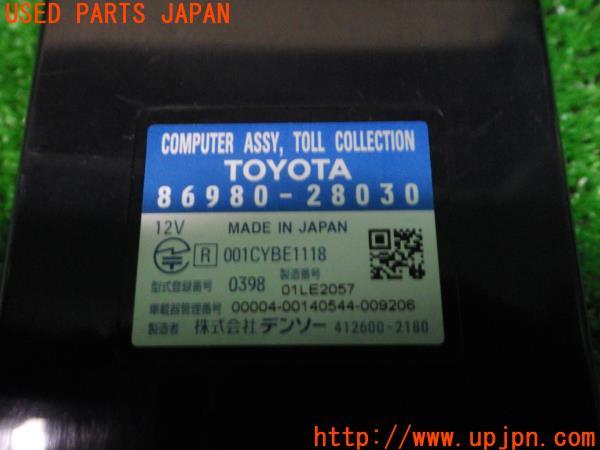 USED PARTS JAPAN
COMPUTER ASSY, TOLL COLLECTION
TOYOTA
86980-28030
12V MADE IN JAPAN
R 001CYBE1118
型式登録番号 0398 製造番号 01LE2057
車載器管理番号 00004-00140544-009206
製造者 株式会社 デンソー 412600-2180
http://www.upjpn.com/